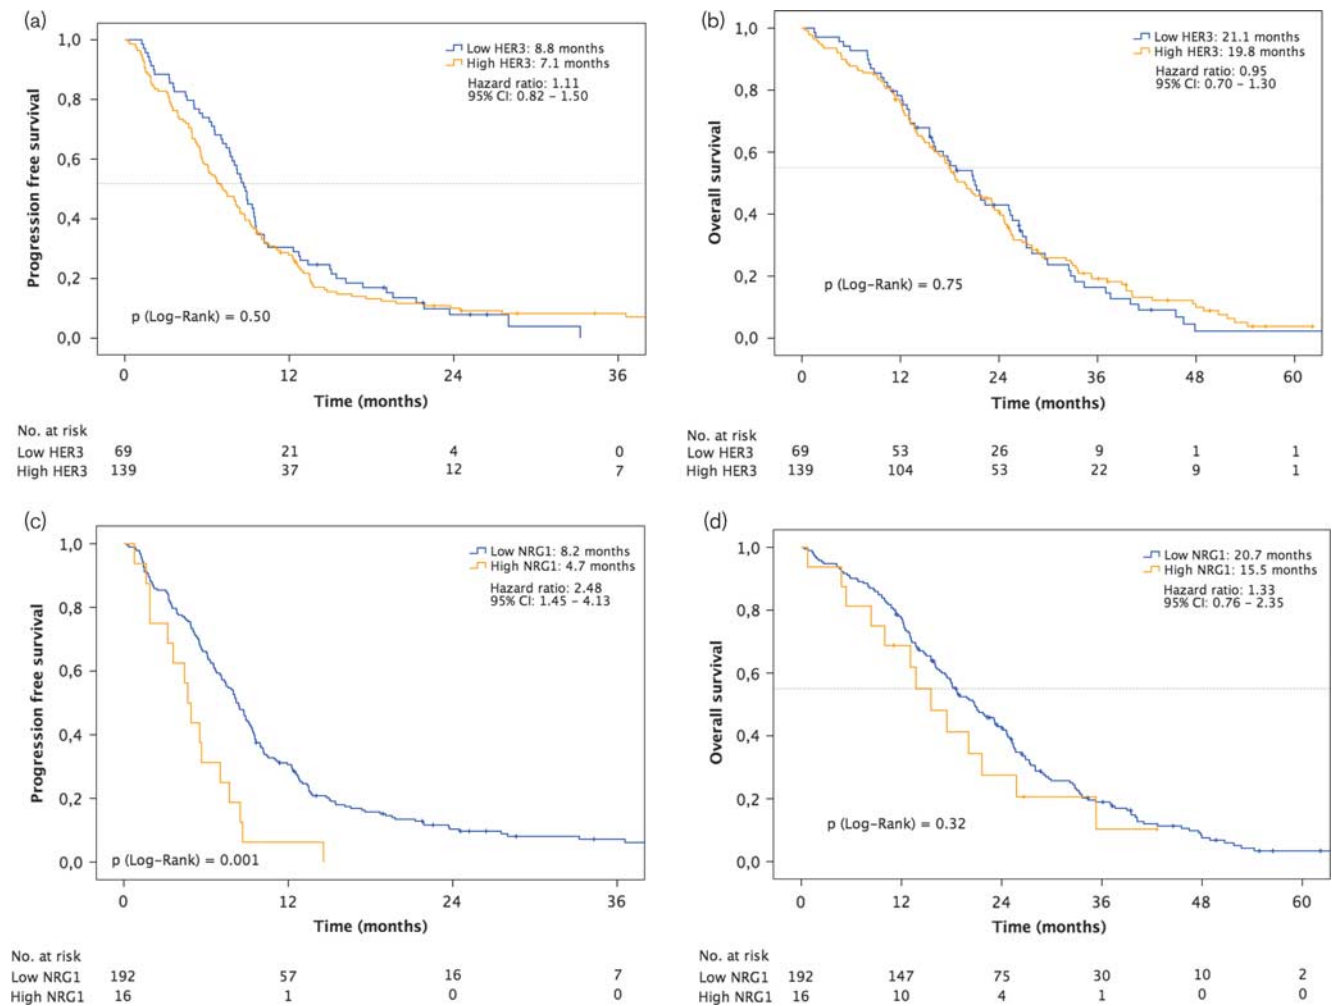 (a)
1,0
0,8
0,6
0,4
0,2
0,0
Progression free survival
Low HER3: 8.8 months
High HER3: 7.1 months
Hazard ratio: 1.11
95% CI: 0.82 – 1.50
p (Log–Rank) = 0.50
0 12 24 36
Time (months)
No. at risk
Low HER3 69 21 4 0
High HER3 139 37 12 7
(b)
1,0
0,8
0,6
0,4
0,2
0,0
Overall survival
Low HER3: 21.1 months
High HER3: 19.8 months
Hazard ratio: 0.95
95% CI: 0.70 – 1.30
p (Log–Rank) = 0.75
0 12 24 36 48 60
Time (months)
No. at risk
Low HER3 69 53 26 9 1 1
High HER3 139 104 53 22 9 1
(c)
1,0
0,8
0,6
0,4
0,2
0,0
Progression free survival
Low NRG1: 8.2 months
High NRG1: 4.7 months
Hazard ratio: 2.48
95% CI: 1.45 – 4.13
p (Log–Rank) = 0.001
0 12 24 36
Time (months)
No. at risk
Low NRG1 192 57 16 7
High NRG1 16 1 0 0
(d)
1,0
0,8
0,6
0,4
0,2
0,0
Overall survival
Low NRG1: 20.7 months
High NRG1: 15.5 months
Hazard ratio: 1.33
95% CI: 0.76 – 2.35
p (Log–Rank) = 0.32
0 12 24 36 48 60
Time (months)
No. at risk
Low NRG1 192 147 75 30 10 2
High NRG1 16 10 4 1 0 0